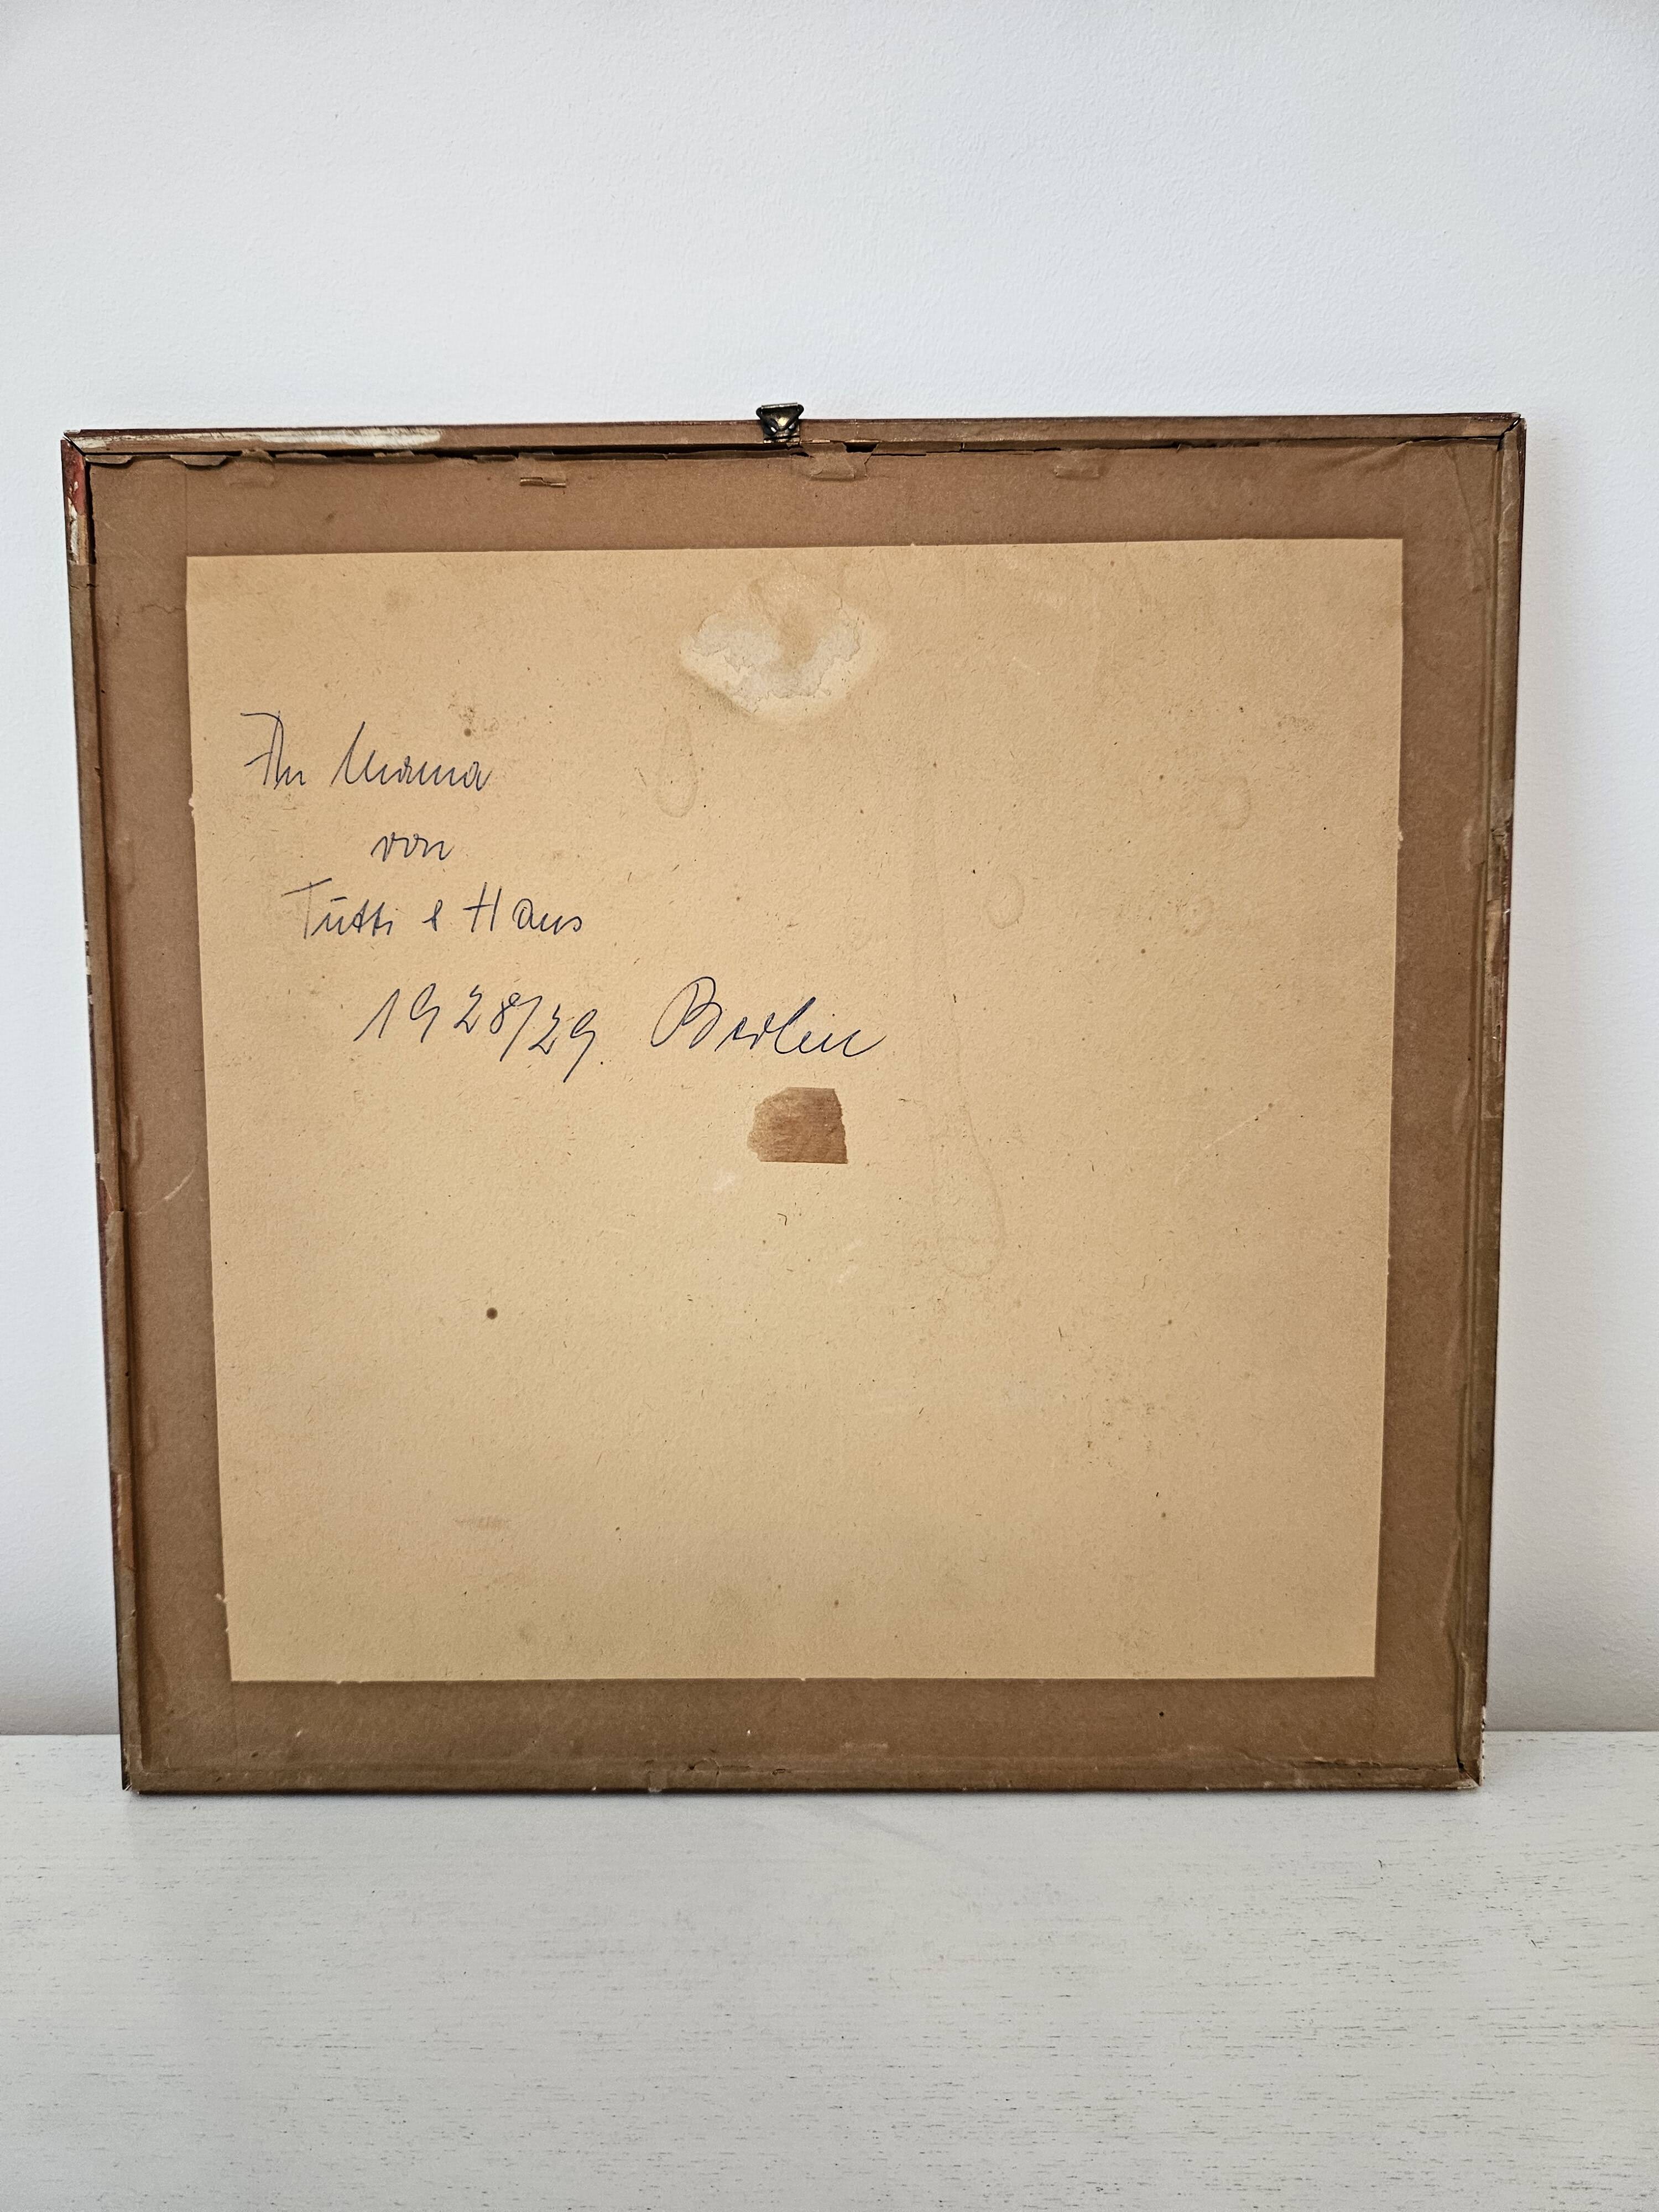 An Mama
von
Tutti & Hans
1928/29 Berlin